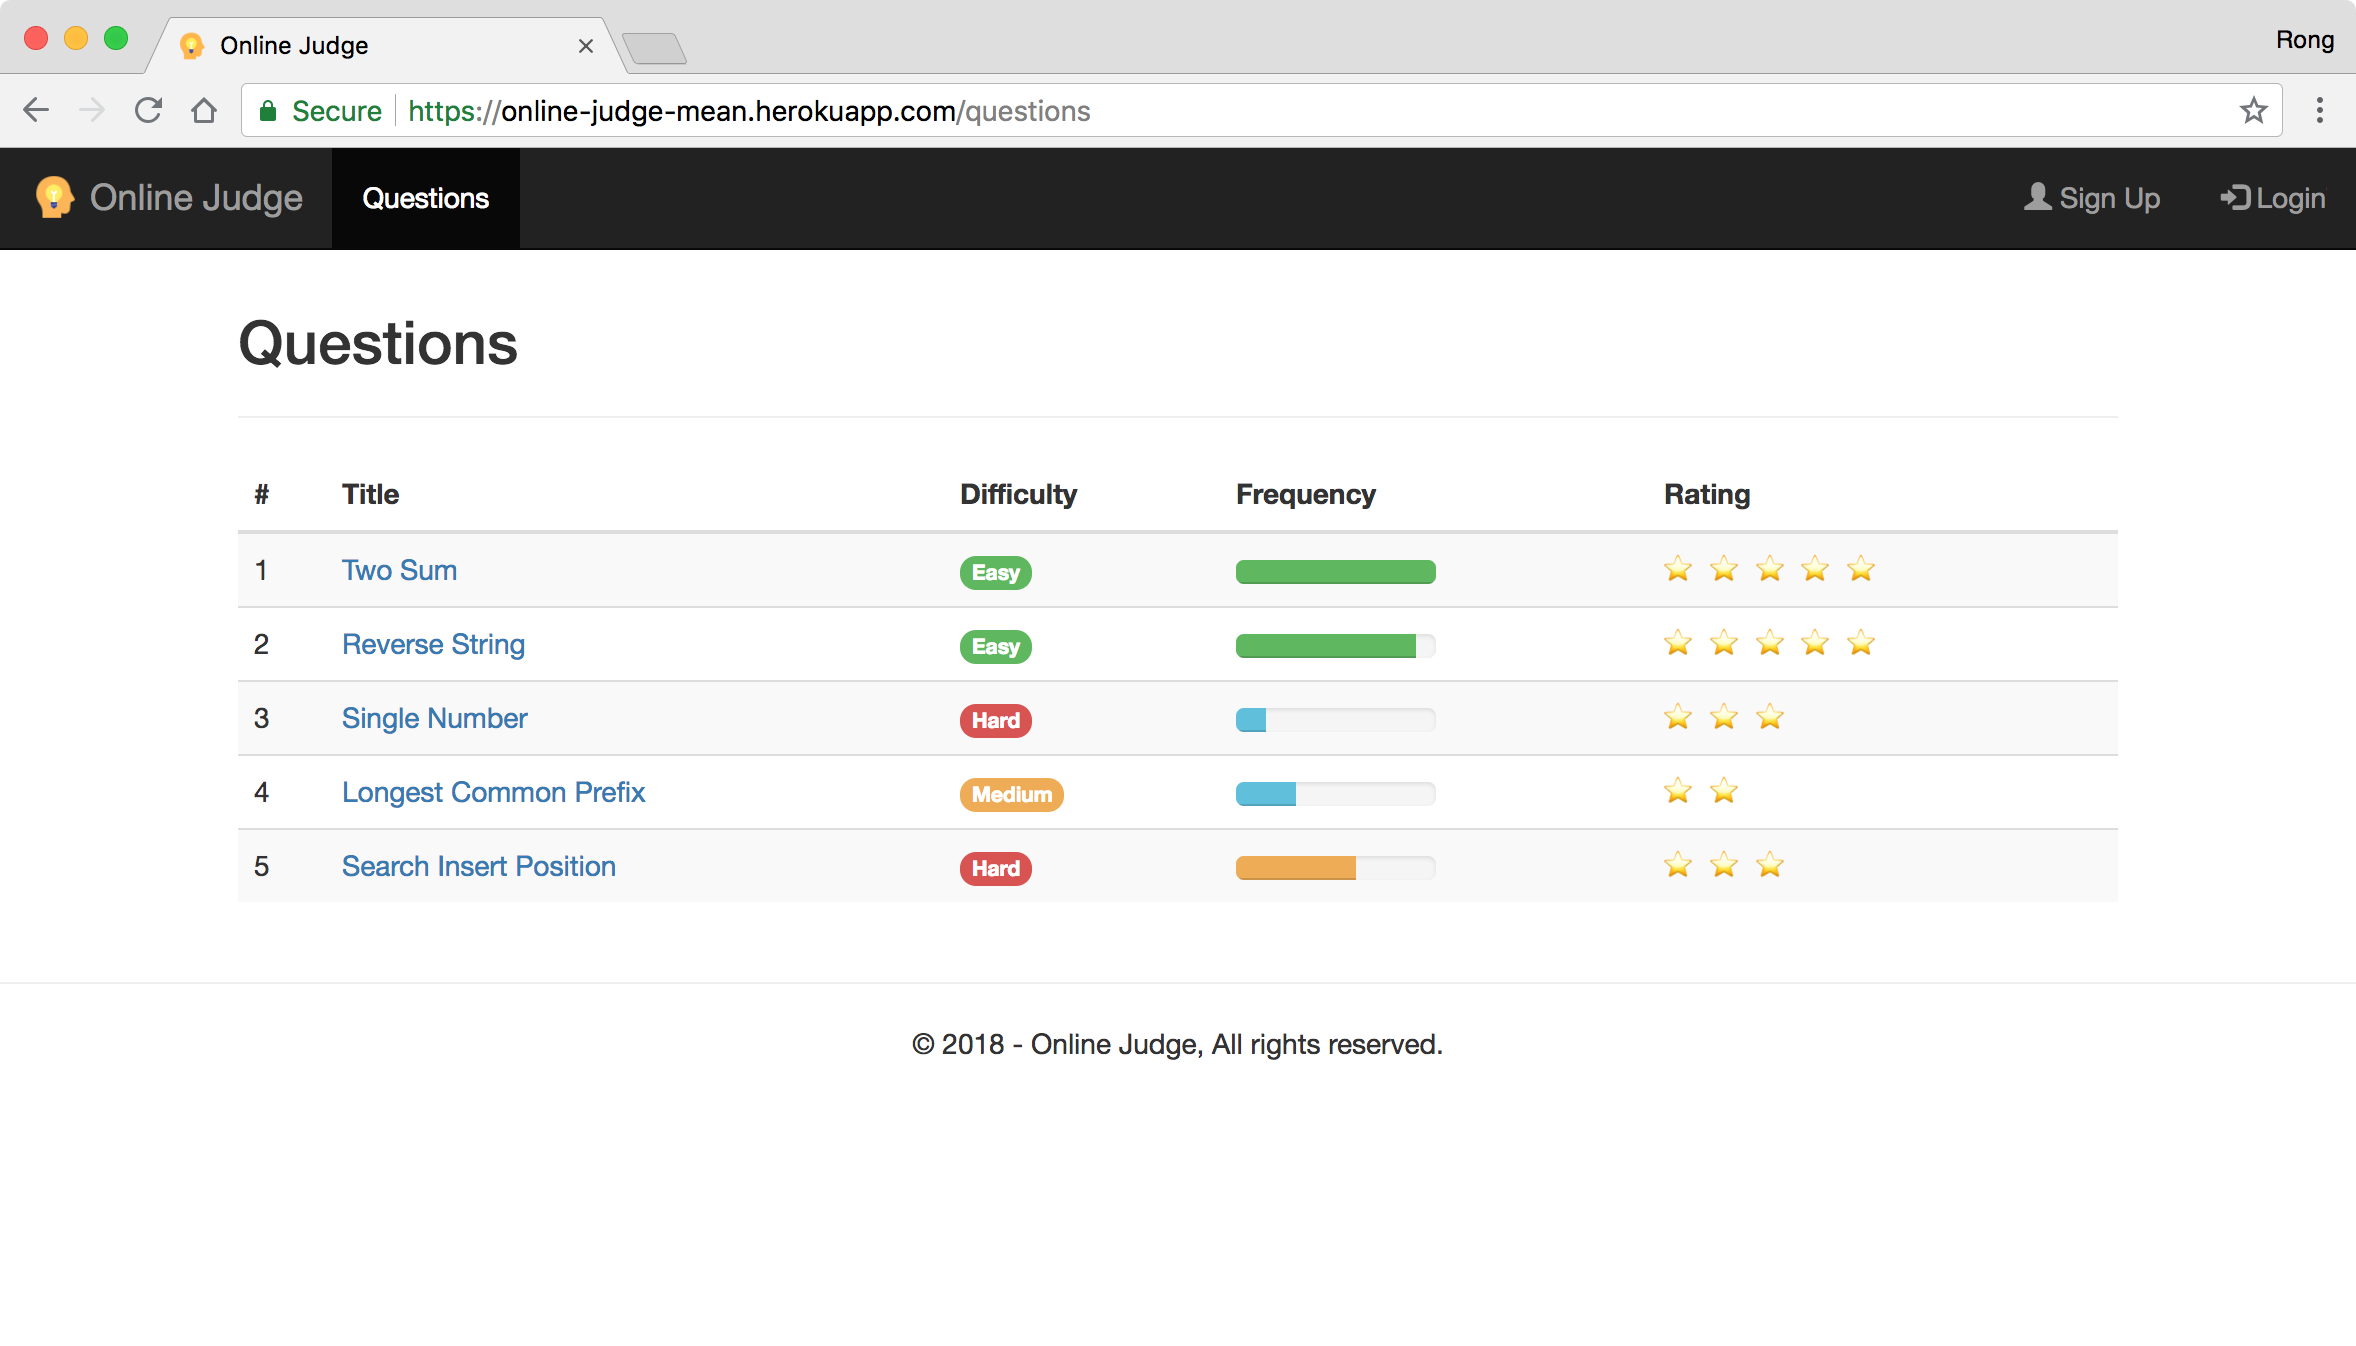 Online Judge
Rong
Secure https://online-judge-mean.herokuapp.com/questions
Online Judge Questions Sign Up Login
Questions
# Title Difficulty Frequency Rating
1 Two Sum Easy
2 Reverse String Easy
3 Single Number Hard
4 Longest Common Prefix Medium
5 Search Insert Position Hard
© 2018 - Online Judge, All rights reserved.